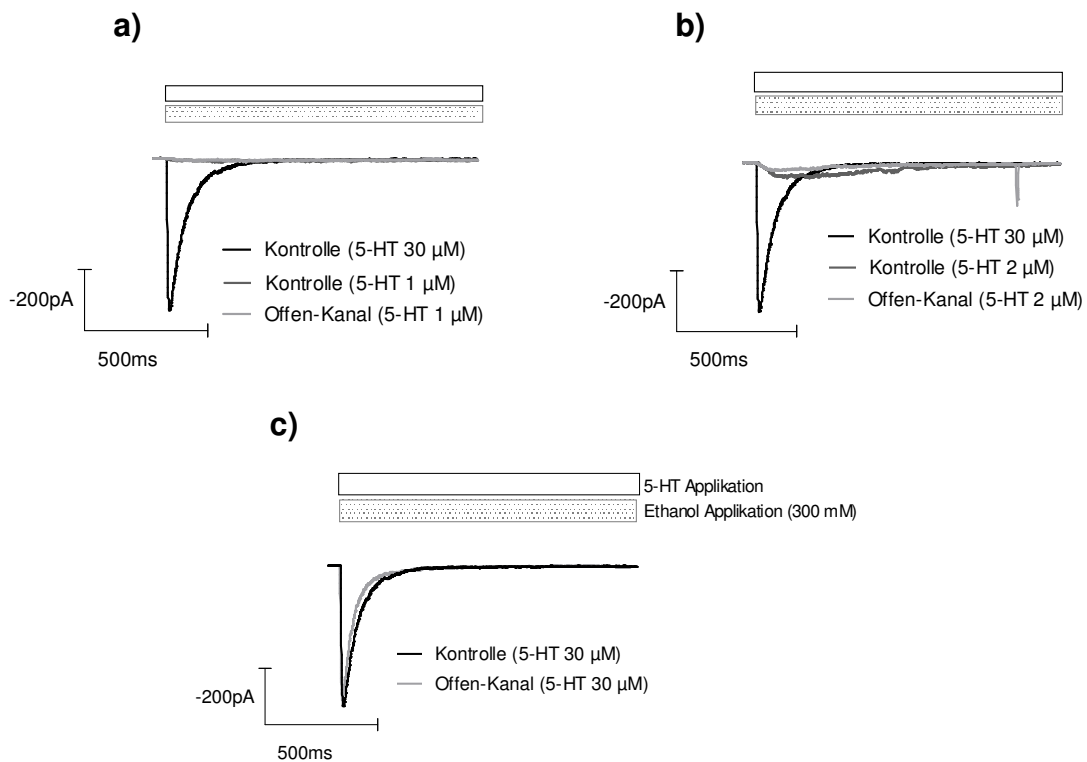 a)
Kontrolle (5-HT 30 µM)
Kontrolle (5-HT 1 µM)
Offen-Kanal (5-HT 1 µM)
-200pA
500ms
b)
Kontrolle (5-HT 30 µM)
Kontrolle (5-HT 2 µM)
Offen-Kanal (5-HT 2 µM)
-200pA
500ms
c)
5-HT Applikation
Ethanol Applikation (300 mM)
Kontrolle (5-HT 30 µM)
Offen-Kanal (5-HT 30 µM)
-200pA
500ms